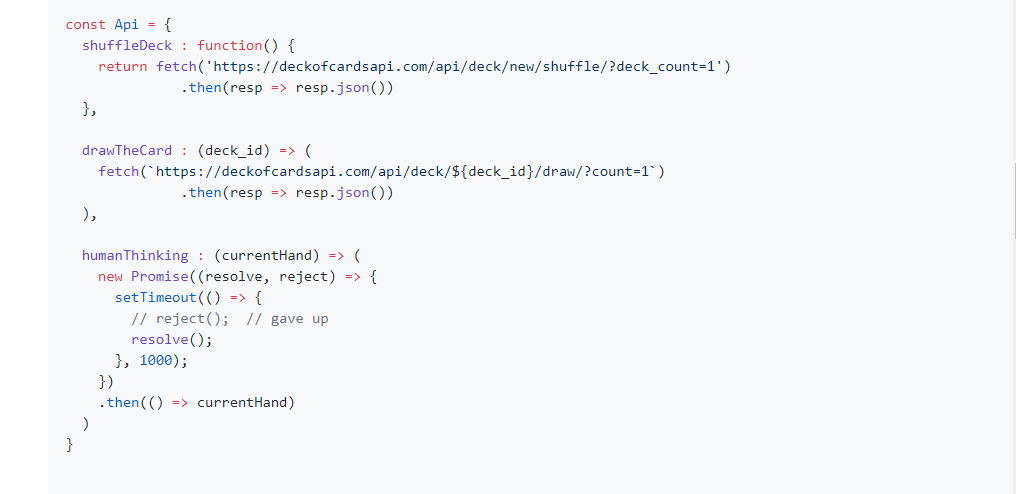 const Api = {
  shuffleDeck : function() {
    return fetch('https://deckofcardsapi.com/api/deck/new/shuffle/?deck_count=1')
              .then(resp => resp.json())
  },

  drawTheCard : (deck_id) => (
    fetch(`https://deckofcardsapi.com/api/deck/${deck_id}/draw/?count=1`)
              .then(resp => resp.json())
  ),

  humanThinking : (currentHand) => (
    new Promise((resolve, reject) => {
      setTimeout(() => {
        // reject();  // gave up
        resolve();
      }, 1000);
    })
    .then(() => currentHand)
  )
}